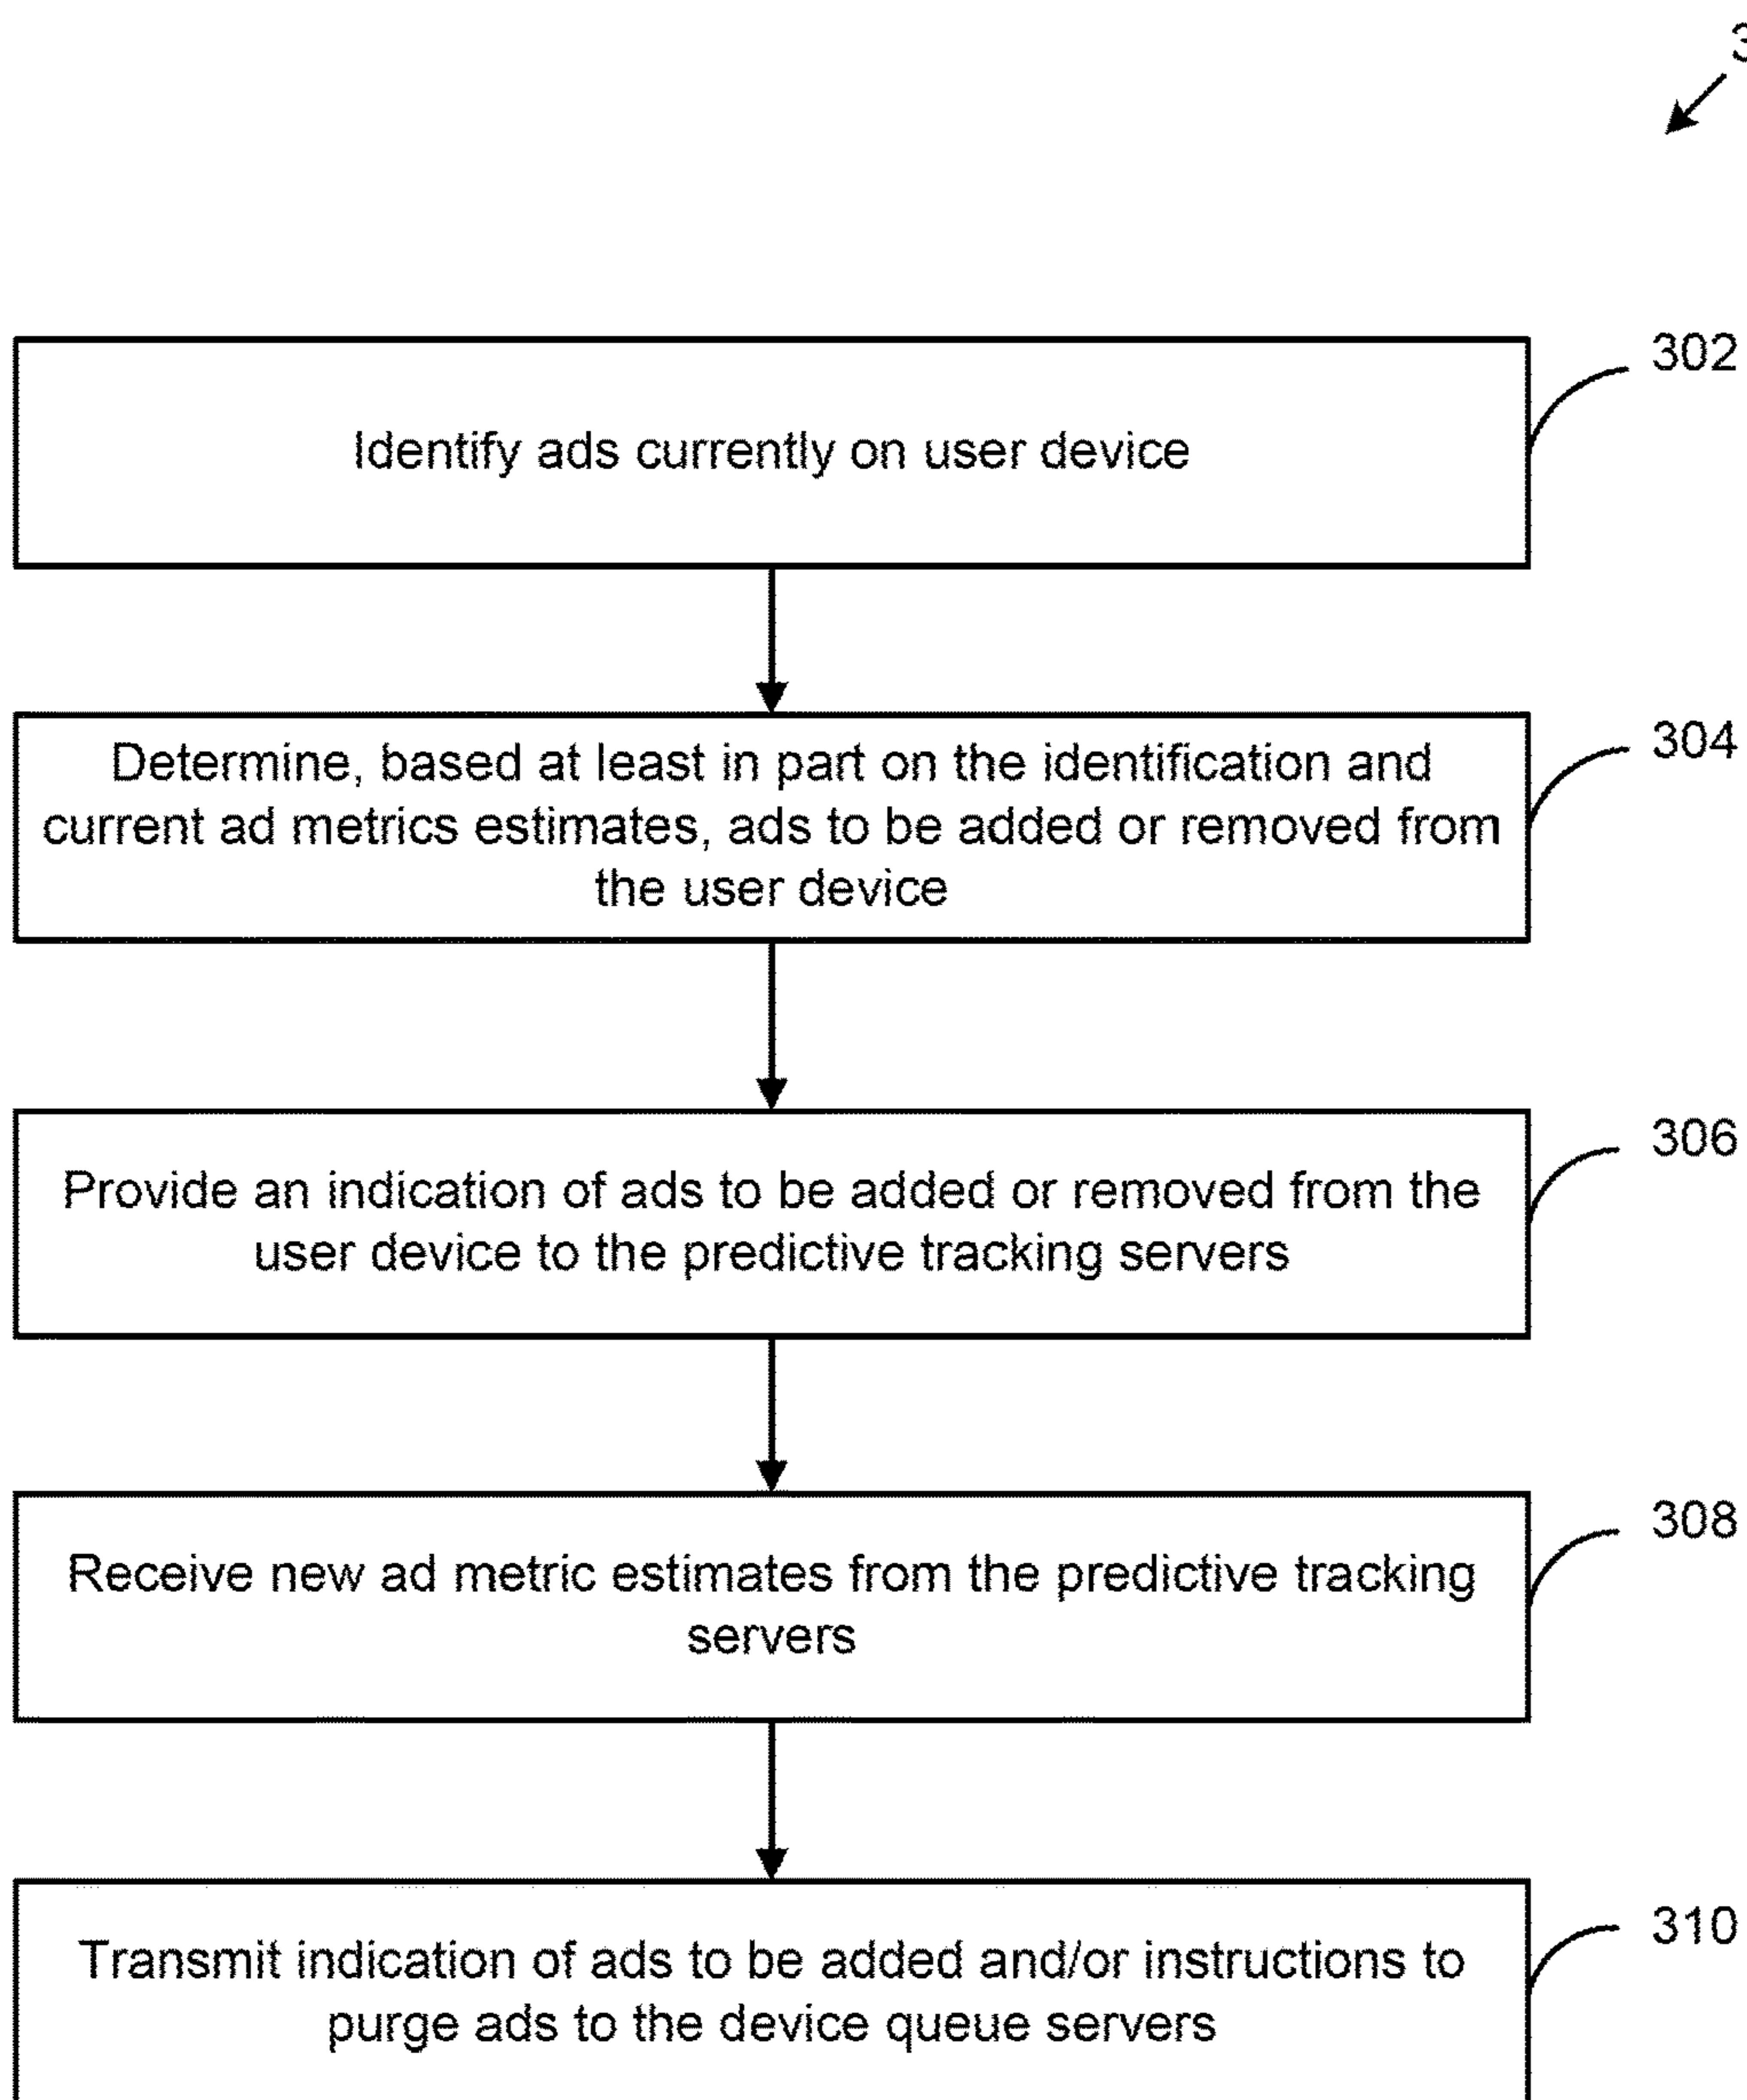 3
302
Identify ads currently on user device
304
Determine, based at least in part on the identification and
current ad metrics estimates, ads to be added or removed from
the user device
306
Provide an indication of ads to be added or removed from the
user device to the predictive tracking servers
308
Receive new ad metric estimates from the predictive tracking
servers
310
Transmit indication of ads to be added and/or instructions to
purge ads to the device queue servers